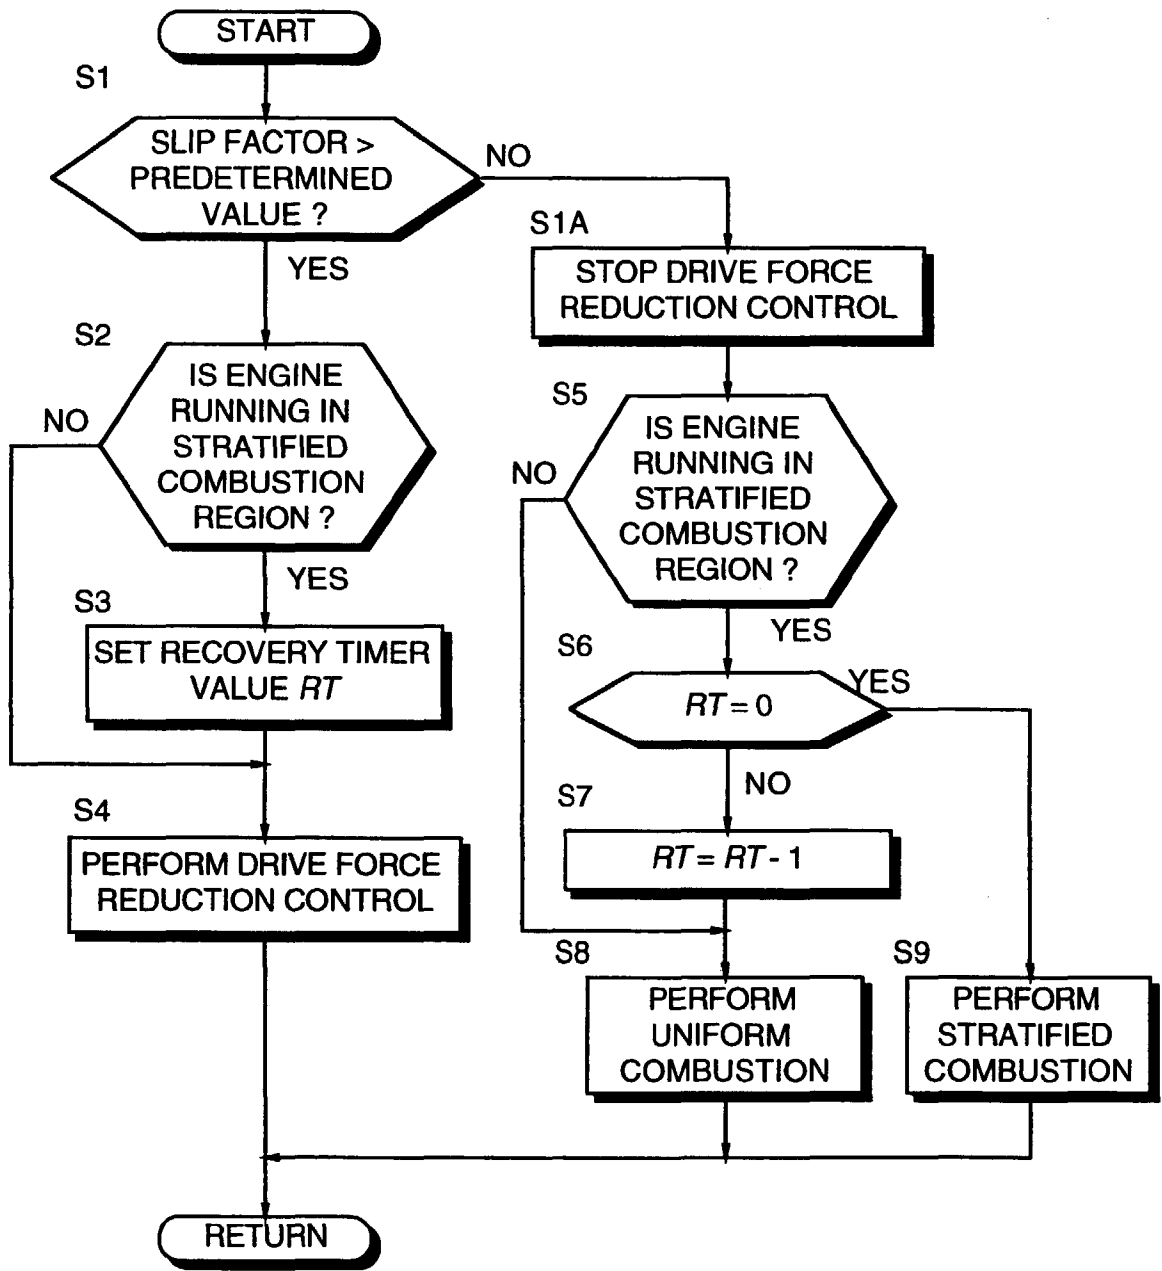 START
S1
SLIP FACTOR >
PREDETERMINED
VALUE ?
NO
YES
S1A
STOP DRIVE FORCE
REDUCTION CONTROL
S2
IS ENGINE
RUNNING IN
STRATIFIED
COMBUSTION
REGION ?
NO
YES
S5
IS ENGINE
RUNNING IN
STRATIFIED
COMBUSTION
REGION ?
NO
YES
S3
SET RECOVERY TIMER
VALUE RT
S6
RT = 0
YES
NO
S4
PERFORM DRIVE FORCE
REDUCTION CONTROL
S7
RT = RT - 1
S8
PERFORM
UNIFORM
COMBUSTION
S9
PERFORM
STRATIFIED
COMBUSTION
RETURN